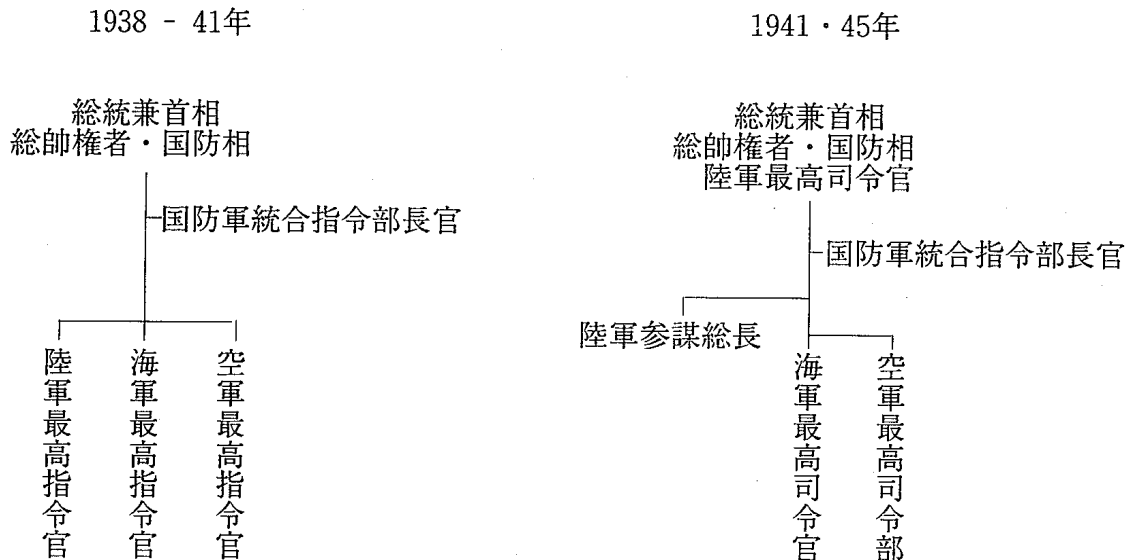 1938 - 41年
総統兼首相
総帥権者・国防相
国防軍統合指令部長官
陸軍最高指令官
海軍最高指令官
空軍最高指令官
1941・45年
総統兼首相
総帥権者・国防相
陸軍最高司令官
国防軍統合指令部長官
陸軍参謀総長
海軍最高司令官
空軍最高司令部